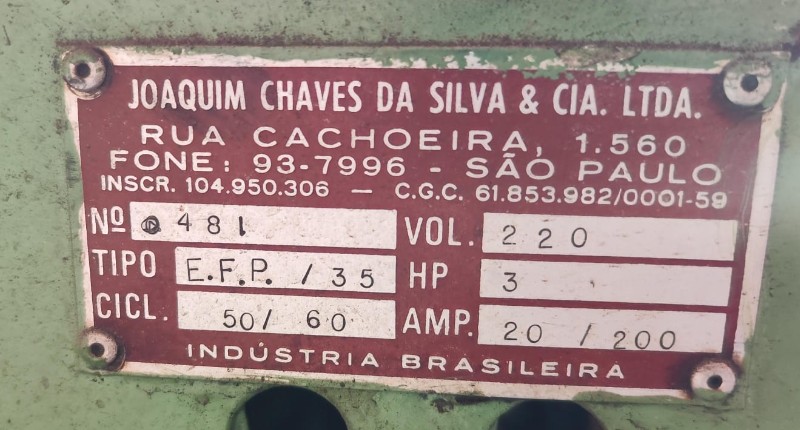 JOAQUIM CHAVES DA SILVA & CIA. LTDA.
RUA CACHOEIRA, 1.560
FONE: 93-7996 - SÃO PAULO
INSCR. 104.950.306 — C.G.C. 61.853.982/0001-59
Nº 481 VOL. 220
TIPO E.F.P. / 35 HP 3
CICL. 50/ 60 AMP. 20 / 200
INDÚSTRIA BRASILEIRA